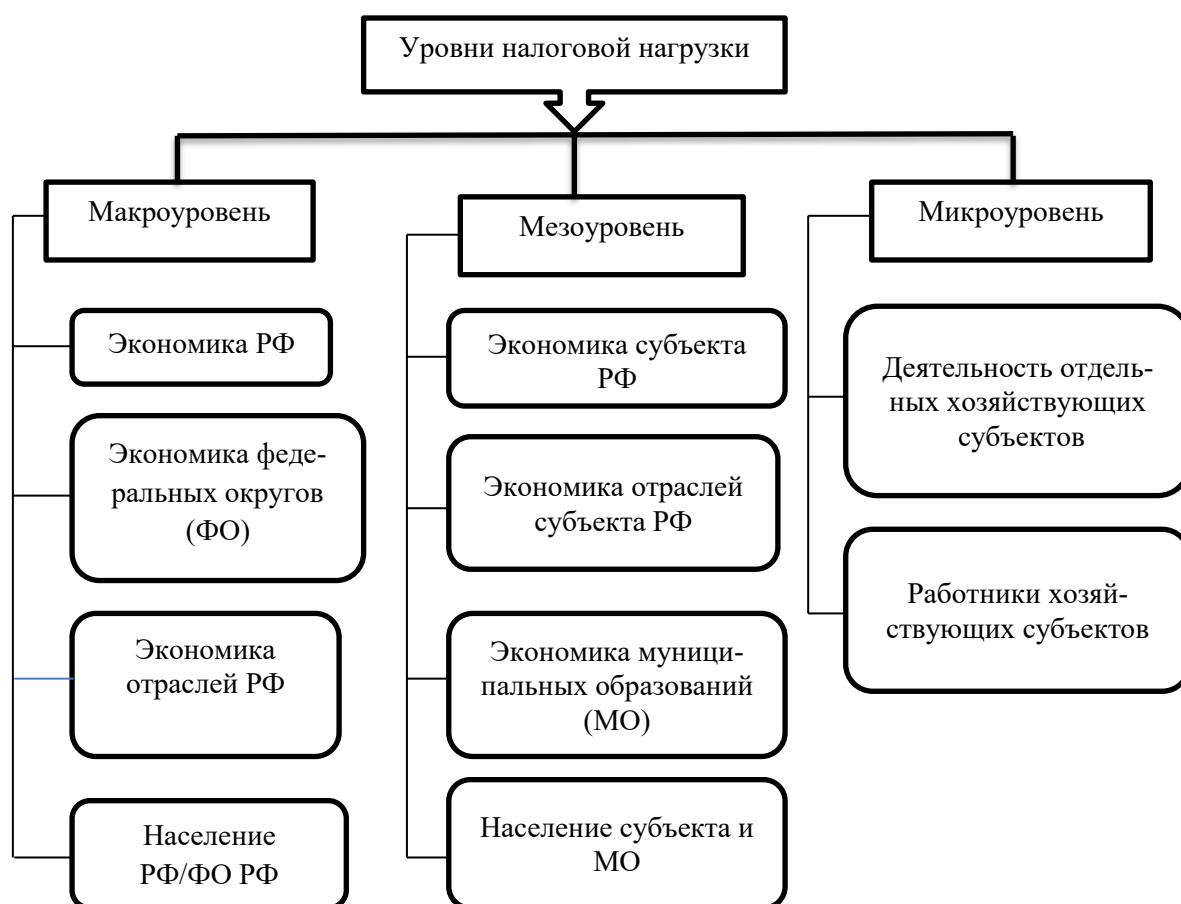 Уровни налоговой нагрузки
Макроуровень
Экономика РФ
Экономика феде-
ральных округов
(ФО)
Экономика
отраслей РФ
Население
РФ/ФО РФ
Мезоуровень
Экономика субъекта
РФ
Экономика отраслей
субъекта РФ
Экономика муници-
пальных образований
(МО)
Население субъекта и
МО
Микроуровень
Деятельность отдель-
ных хозяйствующих
субъектов
Работники хозяй-
ствующих субъектов